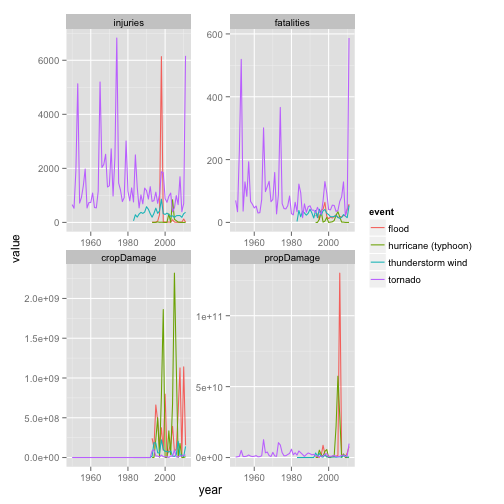 injuries
fatalities
6000
4000
2000
0
600
400
200
0
1960
1980
2000
1960
1980
2000
cropDamage
propDamage
2.0e+09
1.5e+09
1.0e+09
5.0e+08
0.0e+00
1e+11
5e+10
0e+00
1960
1980
2000
1960
1980
2000
value
year
event
flood
hurricane (typhoon)
thunderstorm wind
tornado